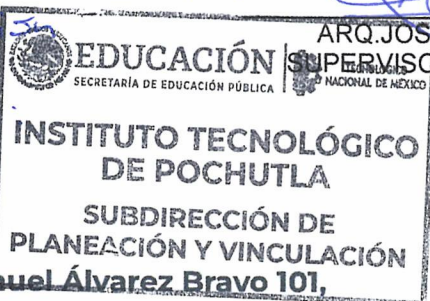 ARQ.JOS
EDUCACIÓN
SUPERVISO
SECRETARÍA DE EDUCACIÓN PÚBLICA
TECNOLÓGICO
NACIONAL DE MÉXICO
INSTITUTO TECNOLÓGICO
DE POCHUTLA
SUBDIRECCIÓN DE
PLANEACIÓN Y VINCULACIÓN
uel Álvarez Bravo 101,